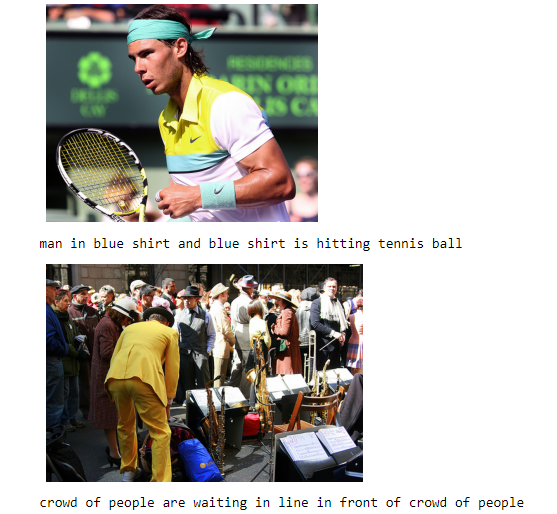 RESIDENCES
man in blue shirt and blue shirt is hitting tennis ball
crowd of people are waiting in line in front of crowd of people